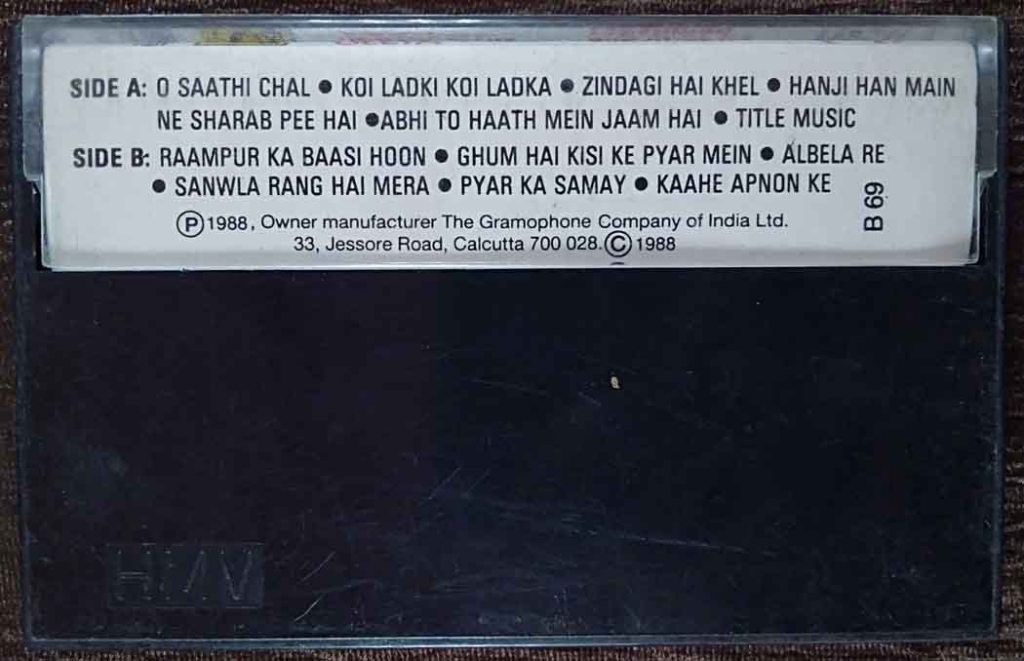 SIDE A: O SAATHI CHAL ● KOI LADKI KOI LADKA ● ZINDAGI HAI KHEL ● HANJI HAN MAIN
NE SHARAB PEE HAI ●ABHI TO HAATH MEIN JAAM HAI ● TITLE MUSIC
SIDE B: RAAMPUR KA BAASI HOON ● GHUM HAI KISI KE PYAR MEIN ● ALBELA RE
● SANWLA RANG HAI MERA ● PYAR KA SAMAY ● KAAHE APNON KE
B 69
Ⓟ1988, Owner manufacturer The Gramophone Company of India Ltd.
33, Jessore Road, Calcutta 700 028.Ⓒ1988
HMV